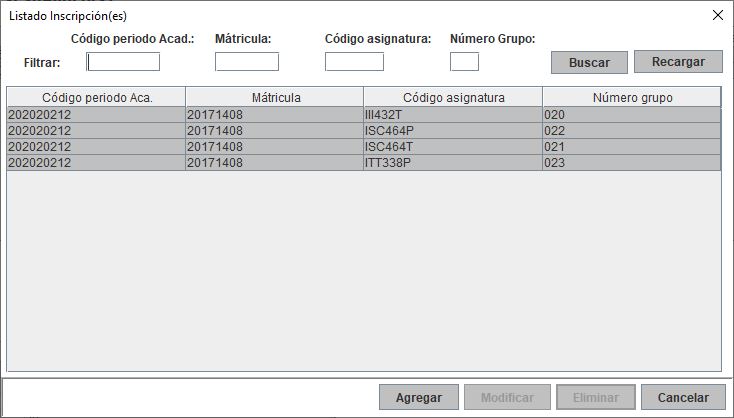 Listado Inscripción(es)
Código periodo Acad.: Mátricula: Código asignatura: Número Grupo:
Filtrar: Buscar Recargar
Código periodo Aca. Mátricula Código asignatura Número grupo
202020212 20171408 III432T 020
202020212 20171408 ISC464P 022
202020212 20171408 ISC464T 021
202020212 20171408 ITT338P 023
Agregar Modificar Eliminar Cancelar